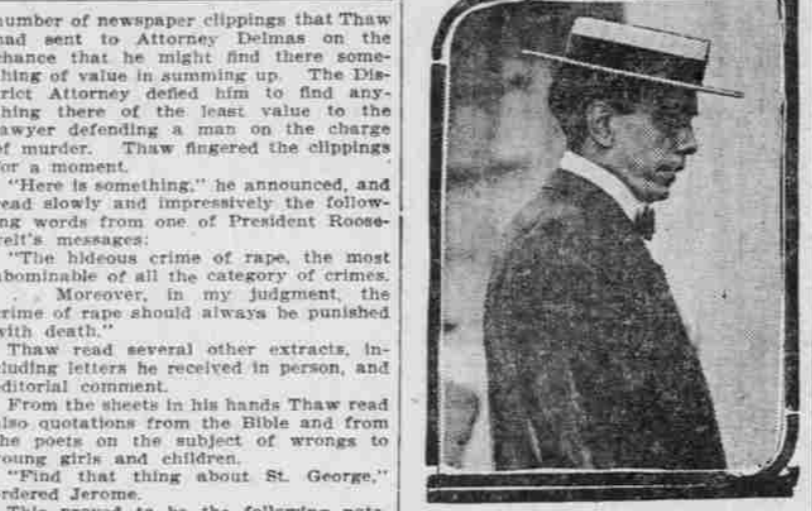 number of newspaper clippings that Thaw
had sent to Attorney Delmas on the
chance that he might find there some-
thing of value in summing up. The Dis-
trict Attorney defied him to find any-
thing there of the least value to the
lawyer defending a man on the charge
of murder. Thaw fingered the clippings
for a moment.
"Here is something," he announced, and
read slowly and impressively the follow-
ing words from one of President Roose-
velt's messages:
"The hideous crime of rape, the most
abominable of all the category of crimes.
. . Moreover, in my judgment, the
crime of rape should always be punished
with death."
Thaw read several other extracts, in-
cluding letters he received in person, and
editorial comment.
From the sheets in his hands Thaw read
also quotations from the Bible and from
the poets on the subject of wrongs to
young girls and children.
"Find that thing about St. George,"
ordered Jerome.
This proved to be the following note